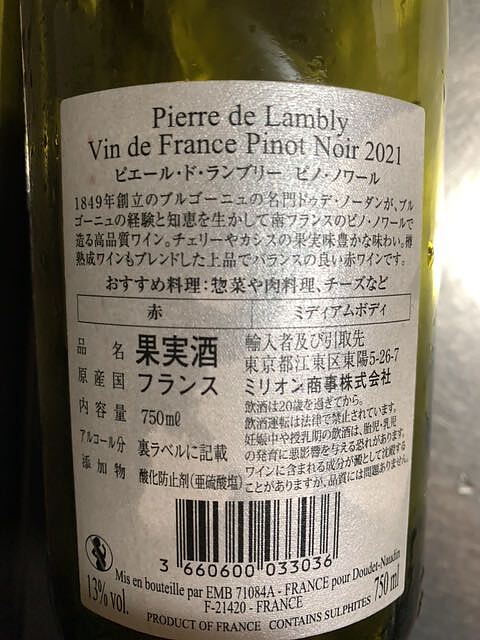 Pierre de Lambly
Vin de France Pinot Noir 2021
ピエール・ド・ランブリー ピノ・ノワール
1849年創立のブルゴーニュの名門ドゥデ・ノーダンが、ブル
ゴーニュの経験と知恵を生かして南フランスのピノ・ノワールで
造る高品質ワイン。チェリーやカシスの果実味豊かな味わい。樽
熟成ワインもブレンドした上品でバランスの良い赤ワインです。
おすすめ料理:惣菜や肉料理、チーズなど
赤 ミディアムボディ
品名 果実酒
原産国 フランス
内容量 750mℓ
アルコール分 裏ラベルに記載
添加物 酸化防止剤(亜硫酸塩)
輸入者及び引取先
東京都江東区東陽5-26-7
ミリオン商事株式会社
飲酒は20歳を過ぎてから。
飲酒運転は法律で禁止されています。
妊娠中や授乳期の飲酒は、胎児・乳児
の発育に悪影響を与える恐れがあります。
ワインに含まれる成分が澱として沈殿する
ことがありますが、品質には問題ありません。
3 660600 033036
13% vol.
Mis en bouteille par EMB 71084A - FRANCE pour Doudet-Naudin
F-21420 - FRANCE
750 ml
PRODUCT OF FRANCE CONTAINS SULPHITES